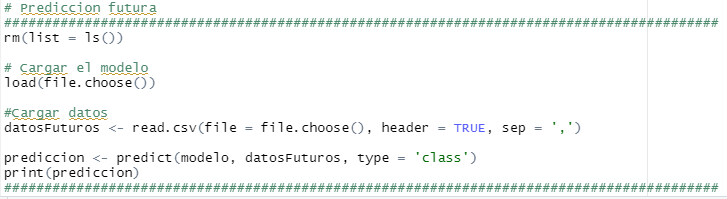 # Prediccion futura
##########################################################################################
rm(list = ls())
# Cargar el modelo
load(file.choose())
#Cargar datos
datosFuturos <- read.csv(file = file.choose(), header = TRUE, sep = ',')
prediccion <- predict(modelo, datosFuturos, type = 'class')
print(prediccion)
##########################################################################################